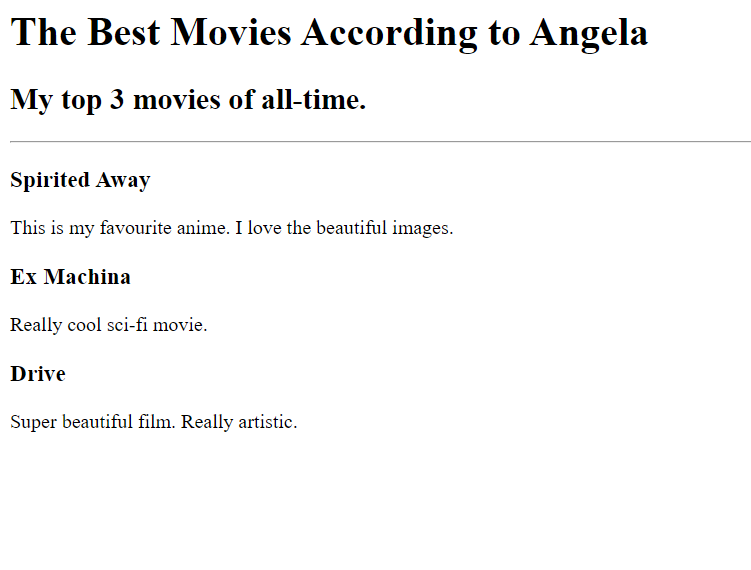 The Best Movies According to Angela
My top 3 movies of all-time.
Spirited Away
This is my favourite anime. I love the beautiful images.
Ex Machina
Really cool sci-fi movie.
Drive
Super beautiful film. Really artistic.